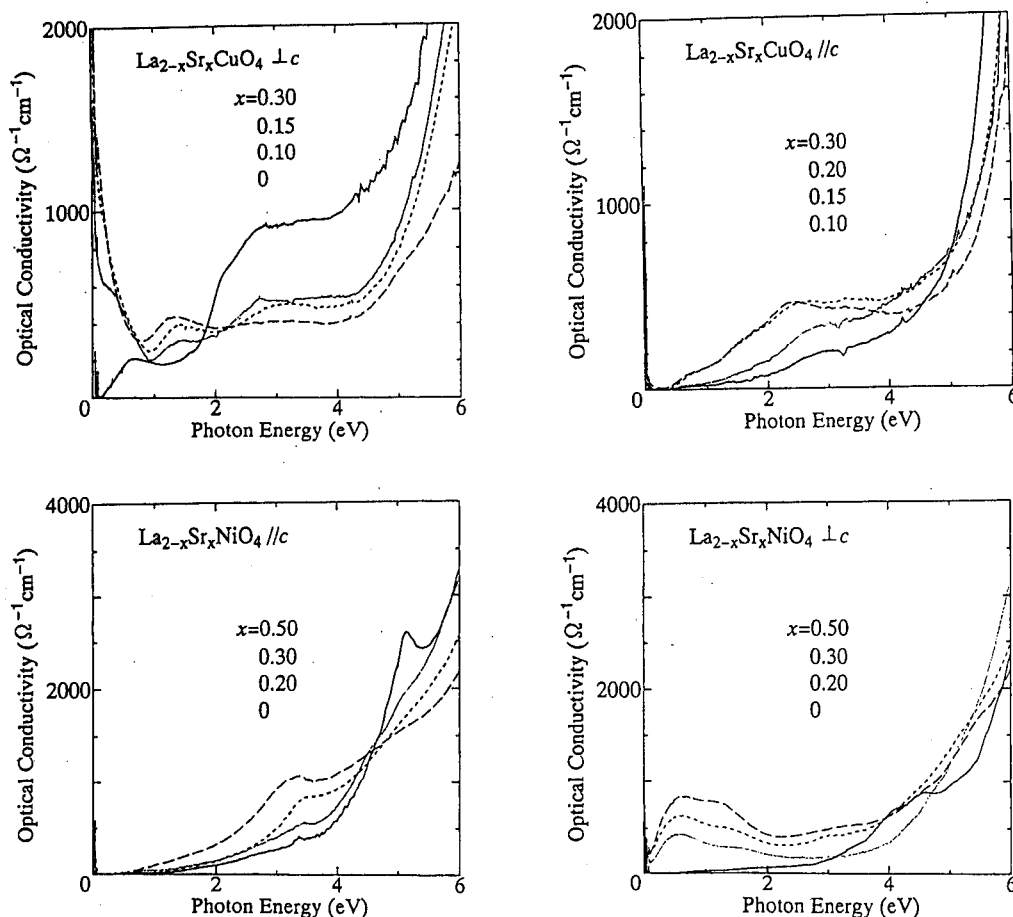 2000
La2−xSrxCuO4 ⊥c
x=0.30
0.15
0.10
0
1000
0 2 4 6
Photon Energy (eV)
Optical Conductivity (Ω−1cm−1)
2000
La2−xSrxCuO4 //c
x=0.30
0.20
0.15
0.10
1000
0 2 4 6
Photon Energy (eV)
Optical Conductivity (Ω−1cm−1)
4000
La2−xSrxNiO4 //c
x=0.50
0.30
0.20
0
2000
0 2 4 6
Photon Energy (eV)
Optical Conductivity (Ω−1cm−1)
4000
La2−xSrxNiO4 ⊥c
x=0.50
0.30
0.20
0
2000
0
0 2 4 6
Photon Energy (eV)
Optical Conductivity (Ω−1cm−1)